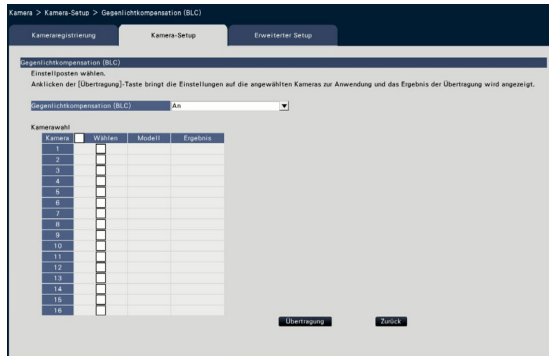 Kamera > Kamera-Setup > Gegenlichtkompensation (BLC)
Kameraregistrierung Kamera-Setup Erweiterter Setup
Gegenlichtkompensation (BLC)
Einstellposten wählen.
Anklicken der [Übertragung]-Taste bringt die Einstellungen auf die angewählten Kameras zur Anwendung und das Ergebnis der Übertragung wird angezeigt.
Gegenlichtkompensation (BLC) An
Kamerawahl
Kamera Wählen Modell Ergebnis
1
2
3
4
5
6
7
8
9
10
11
12
13
14
15
16
Übertragung Zurück